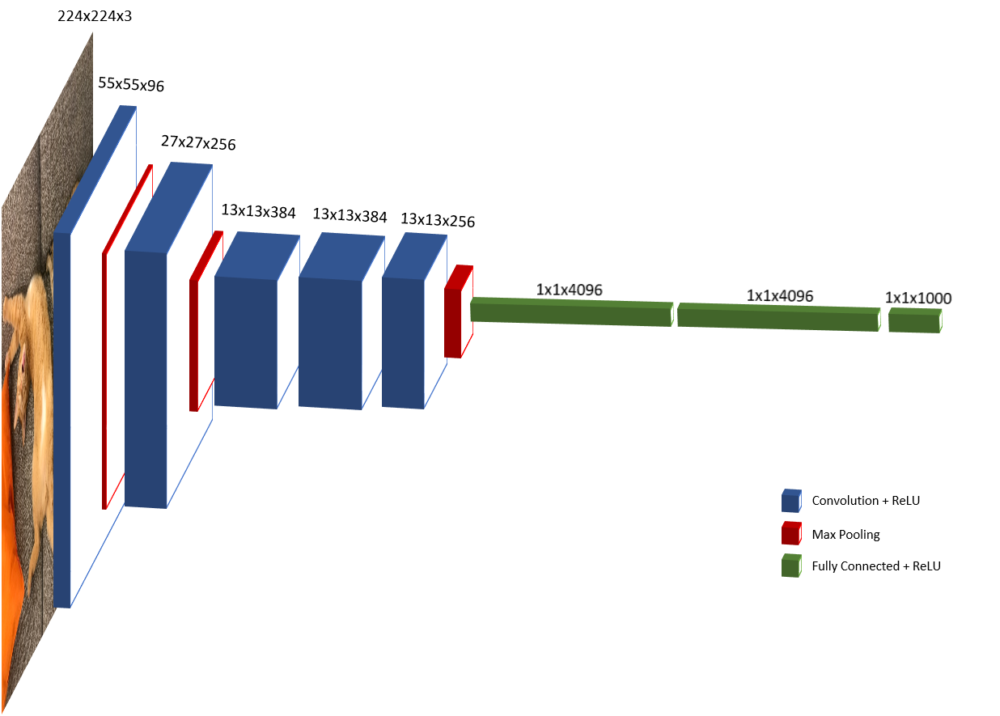 224x224x3
55x55x96
27x27x256
13x13x384
13x13x384
13x13x256
1x1x4096
1x1x4096
1x1x1000
Convolution + ReLU
Max Pooling
Fully Connected + ReLU